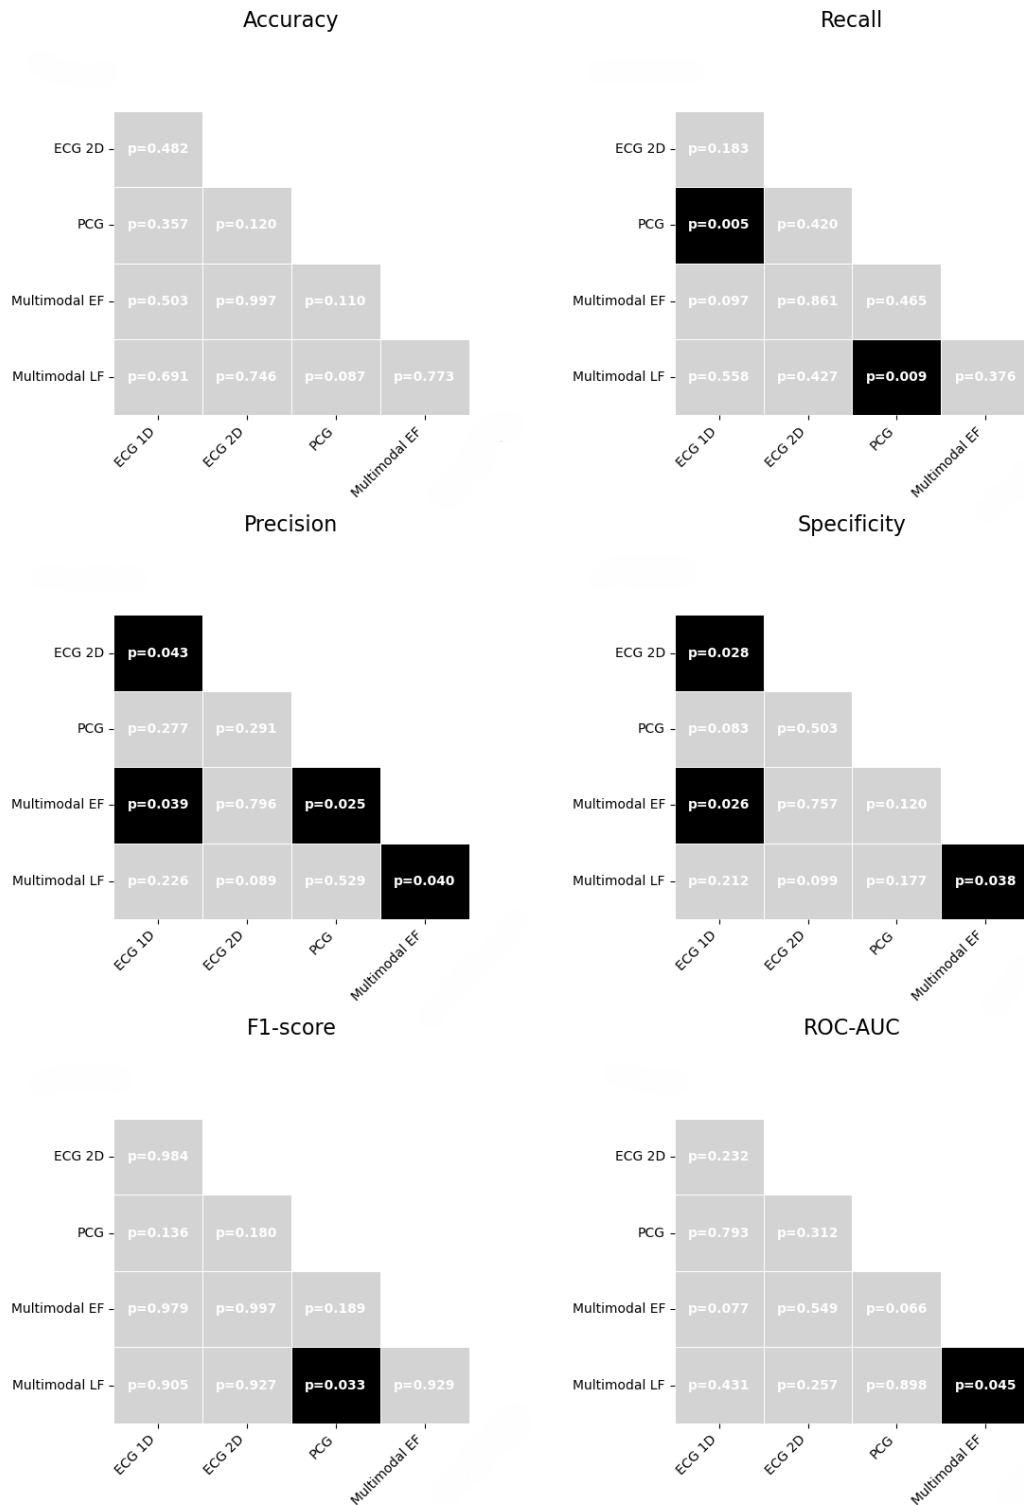 Accuracy
ECG 2D
p=0.482
PCG
p=0.357 p=0.120
Multimodal EF
p=0.503 p=0.997 p=0.110
Multimodal LF
p=0.691 p=0.746 p=0.087 p=0.773
ECG 1D
ECG 2D
PCG
Multimodal EF
Recall
ECG 2D
p=0.183
PCG
p=0.005 p=0.420
Multimodal EF
p=0.097 p=0.861 p=0.465
Multimodal LF
p=0.558 p=0.427 p=0.009 p=0.376
ECG 1D
ECG 2D
PCG
Multimodal EF
Precision
ECG 2D
p=0.043
PCG
p=0.277 p=0.291
Multimodal EF
p=0.039 p=0.796 p=0.025
Multimodal LF
p=0.226 p=0.089 p=0.529 p=0.040
ECG 1D
ECG 2D
PCG
Multimodal EF
Specificity
ECG 2D
p=0.028
PCG
p=0.083 p=0.503
Multimodal EF
p=0.026 p=0.757 p=0.120
Multimodal LF
p=0.212 p=0.099 p=0.177 p=0.038
ECG 1D
ECG 2D
PCG
Multimodal EF
F1-score
ECG 2D
p=0.984
PCG
p=0.136 p=0.180
Multimodal EF
p=0.979 p=0.997 p=0.189
Multimodal LF
p=0.905 p=0.927 p=0.033 p=0.929
ECG 1D
ECG 2D
PCG
Multimodal EF
ROC-AUC
ECG 2D
p=0.232
PCG
p=0.793 p=0.312
Multimodal EF
p=0.077 p=0.549 p=0.066
Multimodal LF
p=0.431 p=0.257 p=0.898 p=0.045
ECG 1D
ECG 2D
PCG
Multimodal EF